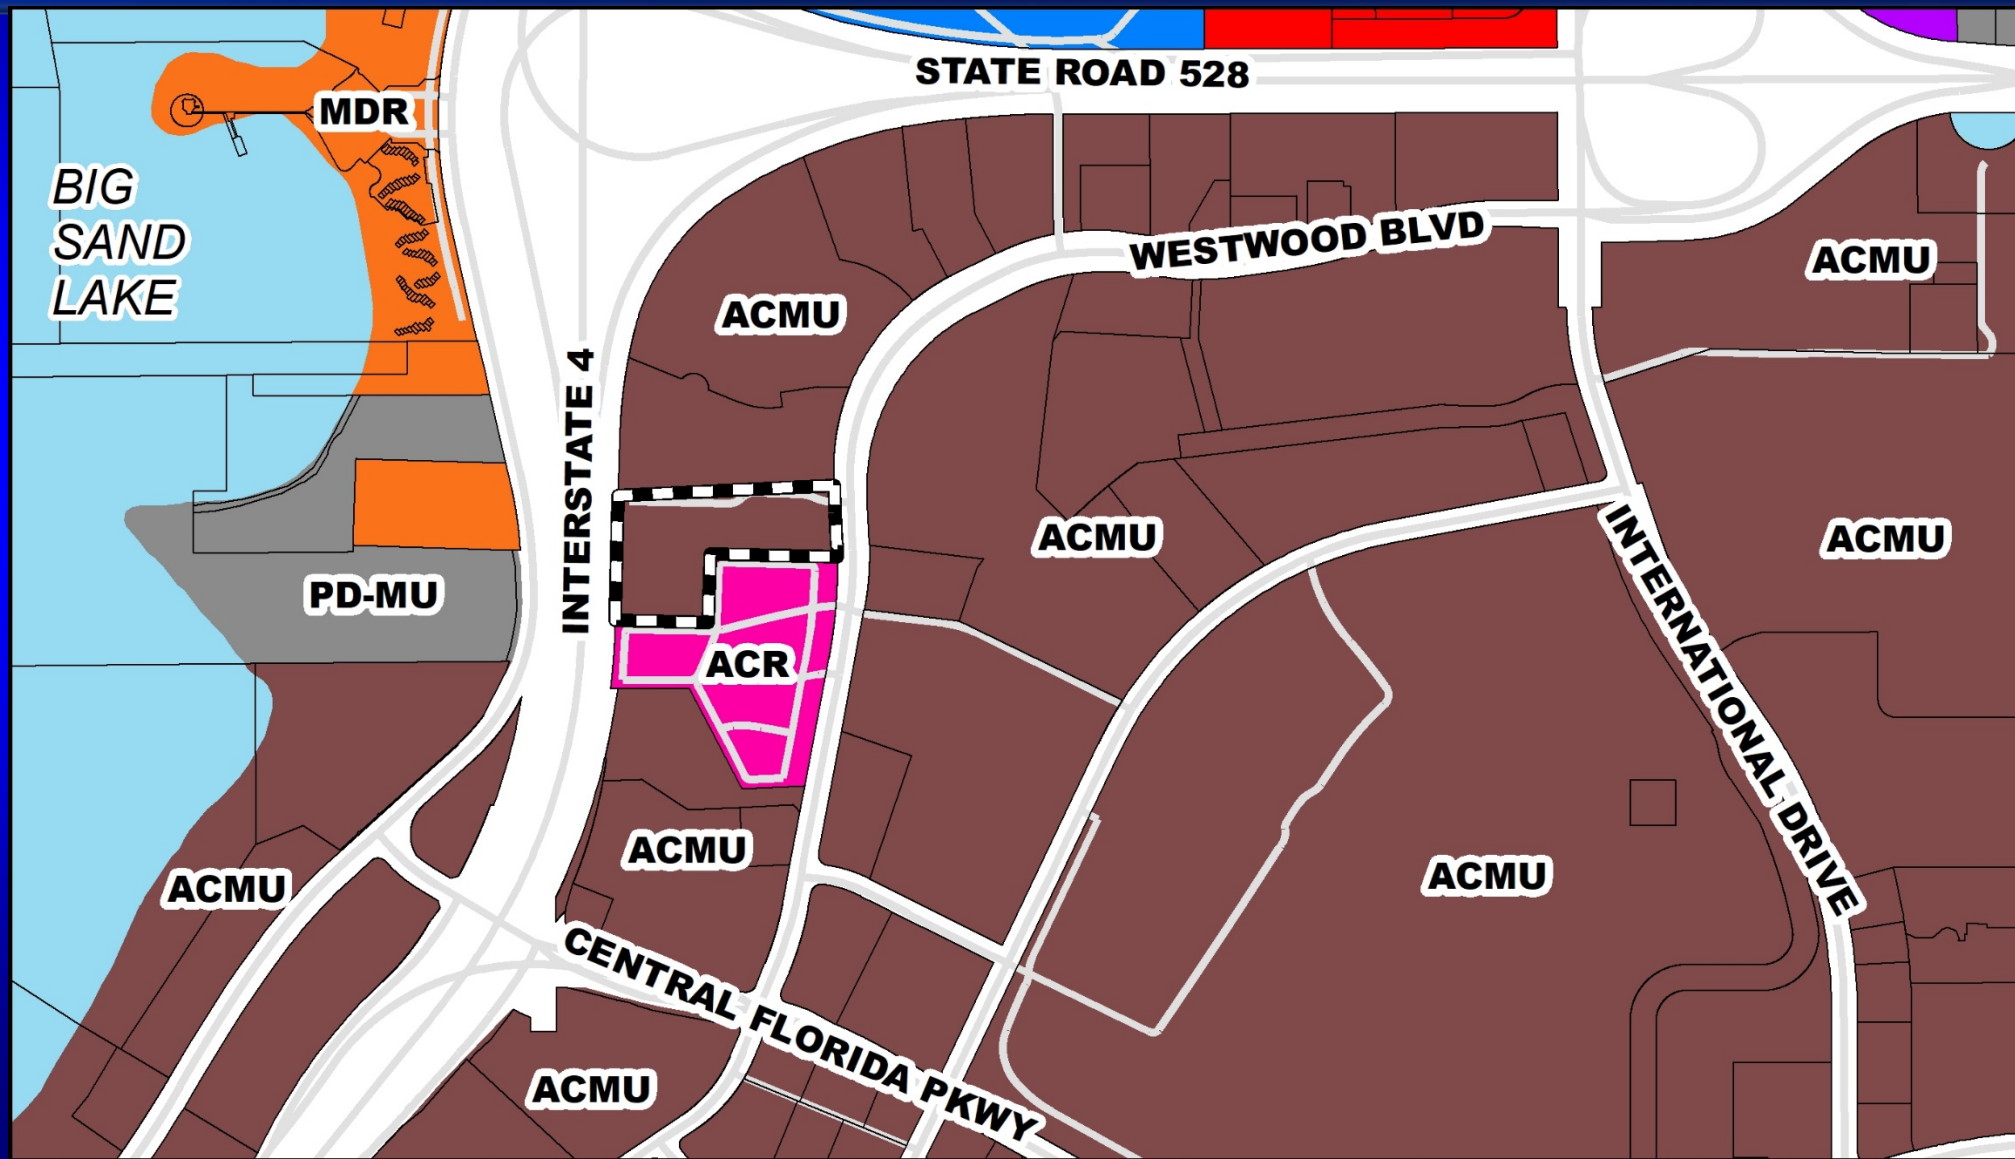 STATE ROAD 528
MDR
BIG
SAND
LAKE
WESTWOOD BLVD
ACMU
ACMU
INTERSTATE 4
ACMU
ACMU
PD-MU
INTERNATIONAL DRIVE
ACR
ACMU
ACMU
ACMU
CENTRAL FLORIDA PKWY
ACMU